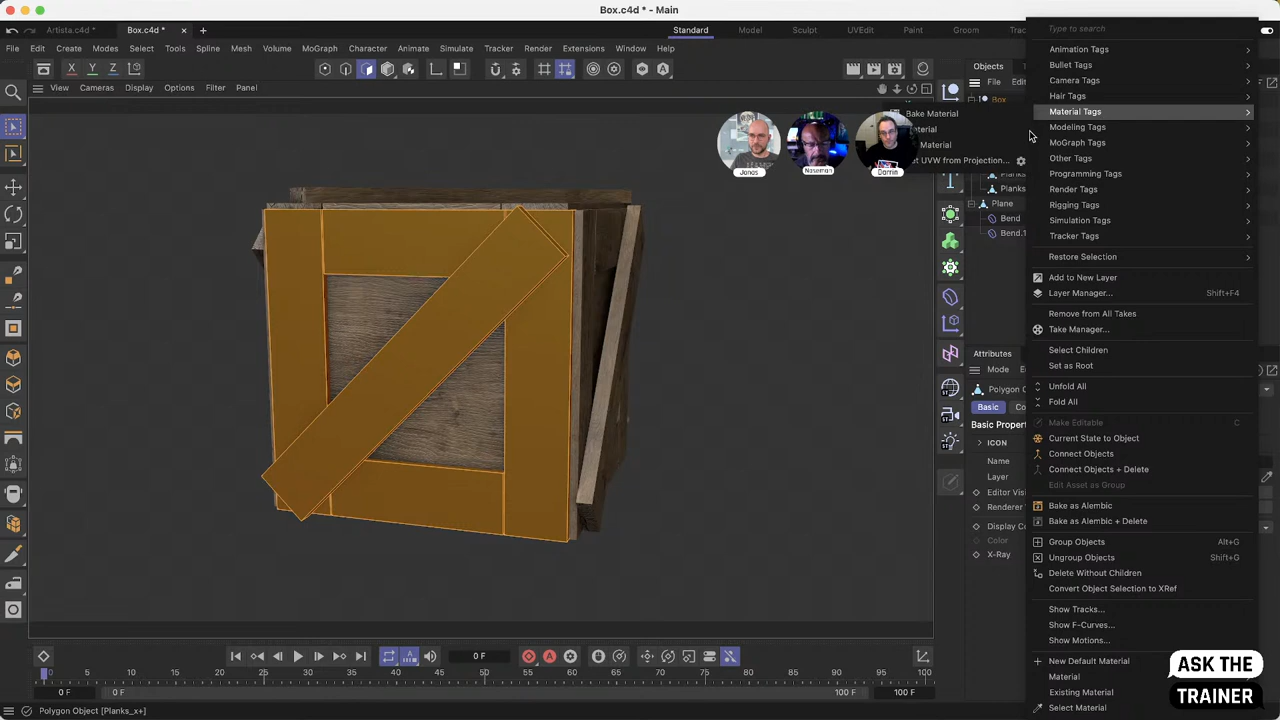 Box.c4d * - Main
Artista.c4d *
Box.c4d *
Standard
Model
Sculpt
UVEdit
Paint
Groom
File
Edit
Create
Modes
Select
Tools
Spline
Mesh
Volume
MoGraph
Character
Animate
Simulate
Tracker
Render
Extensions
Window
Help
X
Y
Z
View
Cameras
Display
Options
Filter
Panel
Jonas
Noseman
Darrin
Objects
File
Box
Bake Material
Material
UVW from Projection...
Planks
Planks
Plane
Bend
Bend.1
Attributes
Mode
Polygon O
Basic
Co
Basic Proper
ICON
Name
Layer
Editor Visi
Renderer
Display Co
Color
X-Ray
Type to search
Animation Tags
Bullet Tags
Camera Tags
Hair Tags
Material Tags
Modeling Tags
MoGraph Tags
Other Tags
Programming Tags
Render Tags
Rigging Tags
Simulation Tags
Tracker Tags
Restore Selection
Add to New Layer
Layer Manager... Shift+F4
Remove from All Takes
Take Manager...
Select Children
Set as Root
Unfold All
Fold All
Make Editable C
Current State to Object
Connect Objects
Connect Objects + Delete
Edit Asset as Group
Bake as Alembic
Bake as Alembic + Delete
Group Objects Alt+G
Ungroup Objects Shift+G
Delete Without Children
Convert Object Selection to XRef
Show Tracks...
Show F-Curves...
Show Motions...
New Default Material
Material
Existing Material
Select Material
0 F
0 5 10 15 20 25 30 35 40 45 50 55 60 65 70 75 80 85 90 95 100
0 F
0 F
100 F
100 F
Polygon Object [Planks_x+]
ASK THE
TRAINER